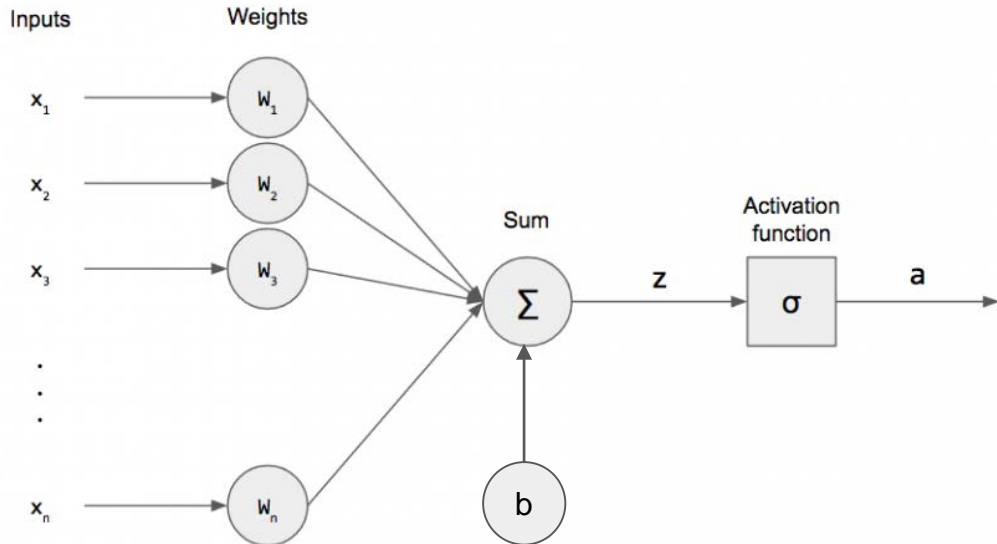 Inputs
Weights
x₁
W₁
x₂
W₂
x₃
W₃
Sum
Σ
z
Activation
function
σ
a
.
.
.
xₙ
Wₙ
b